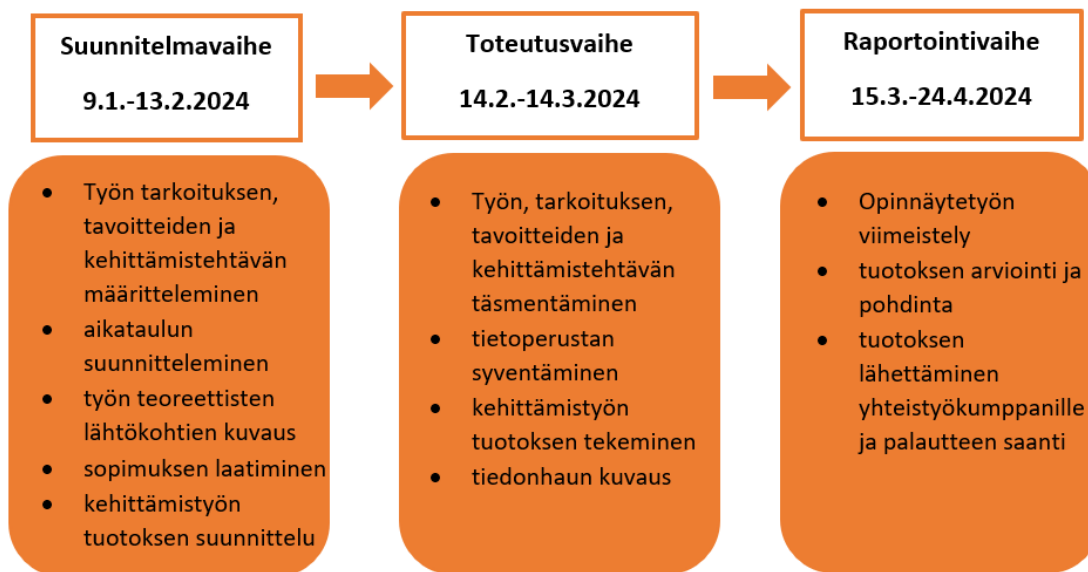 Suunnitelmavaihe
9.1.-13.2.2024
Toteutusvaihe
14.2.-14.3.2024
Raportointivaihe
15.3.-24.4.2024
• Työn tarkoituksen,
tavoitteiden ja
kehittämistehtävän
määritteleminen
• aikataulun
suunnitteleminen
• työn teoreettisten
lähtökohtien kuvaus
• sopimuksen laatiminen
• kehittämistyön
tuotoksen suunnittelu
• Työn, tarkoituksen,
tavoitteiden ja
kehittämistehtävän
täsmentäminen
• tietoperustan
syventäminen
• kehittämistyön
tuotoksen tekeminen
• tiedonhaun kuvaus
• Opinnäytetyön
viimeistely
• tuotoksen arviointi ja
pohdinta
• tuotoksen
lähettäminen
yhteistyökumppanille
ja palautteen saanti